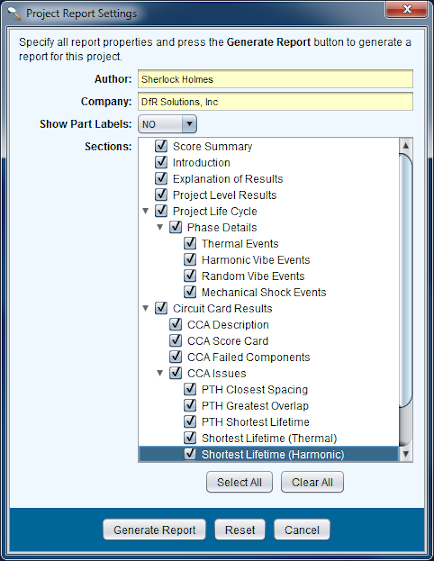 Project Report Settings
Specify all report properties and press the Generate Report button to generate a
report for this project.
Author: Sherlock Holmes
Company: DfR Solutions, Inc
Show Part Labels: NO
Sections:
Score Summary
Introduction
Explanation of Results
Project Level Results
Project Life Cycle
Phase Details
Thermal Events
Harmonic Vibe Events
Random Vibe Events
Mechanical Shock Events
Circuit Card Results
CCA Description
CCA Score Card
CCA Failed Components
CCA Issues
PTH Closest Spacing
PTH Greatest Overlap
PTH Shortest Lifetime
Shortest Lifetime (Thermal)
Shortest Lifetime (Harmonic)
Select All Clear All
Generate Report Reset Cancel